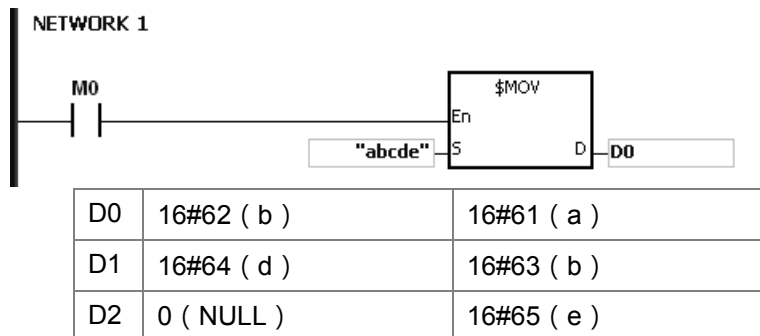 NETWORK 1
M0
$MOV
En
"abcde" S D D0
D0 16#62（b） 16#61（a）
D1 16#64（d） 16#63（b）
D2 0（NULL） 16#65（e）